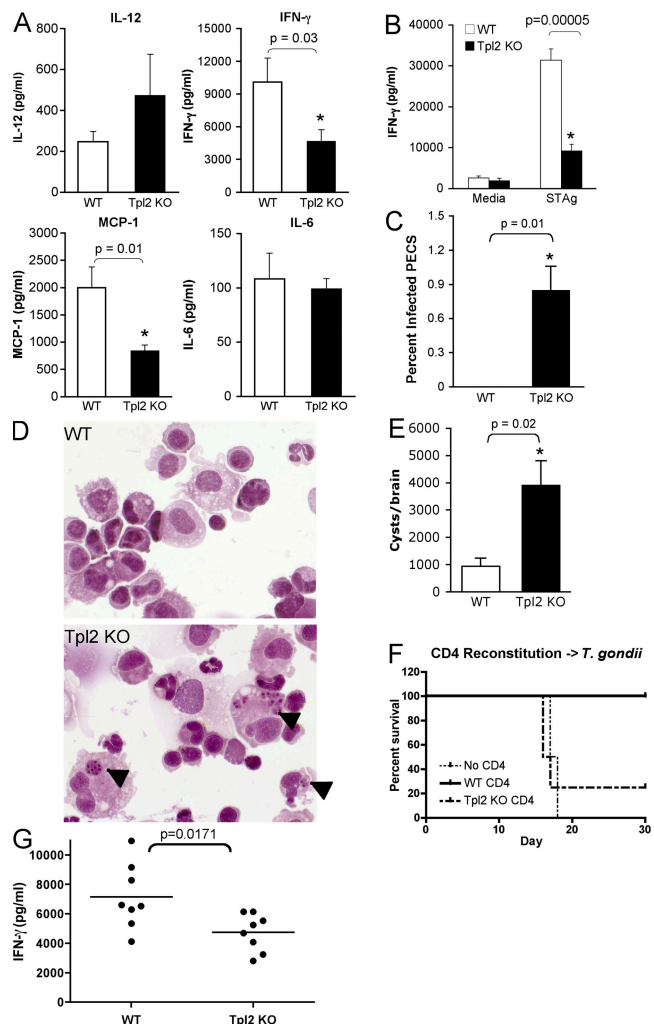 A
IL-12
IL-12 (pg/ml)
800
600
400
200
0
WT
Tpl2 KO
IFN-γ
p = 0.03
IFN-γ (pg/ml)
15000
12000
9000
6000
3000
0
*
WT
Tpl2 KO
MCP-1
p = 0.01
MCP-1 (pg/ml)
3000
2500
2000
1500
1000
500
0
*
WT
Tpl2 KO
IL-6
IL-6 (pg/ml)
150
100
50
0
WT
Tpl2 KO
B
WT
Tpl2 KO
p=0.00005
IFN-γ (pg/ml)
40000
30000
20000
10000
0
*
Media
STAg
C
p = 0.01
Percent Infected PECS
1.5
1.2
0.9
0.6
0.3
0
*
WT
Tpl2 KO
D
WT
Tpl2 KO
E
p = 0.02
Cysts/brain
6000
5000
4000
3000
2000
1000
0
*
WT
Tpl2 KO
F
CD4 Reconstitution -> T. gondii
Percent survival
120
100
80
60
40
20
0
No CD4
WT CD4
Tpl2 KO CD4
0
10
20
30
Day
G
p=0.0171
IFN-γ (pg/ml)
10000
8000
6000
4000
2000
0
WT
Tpl2 KO